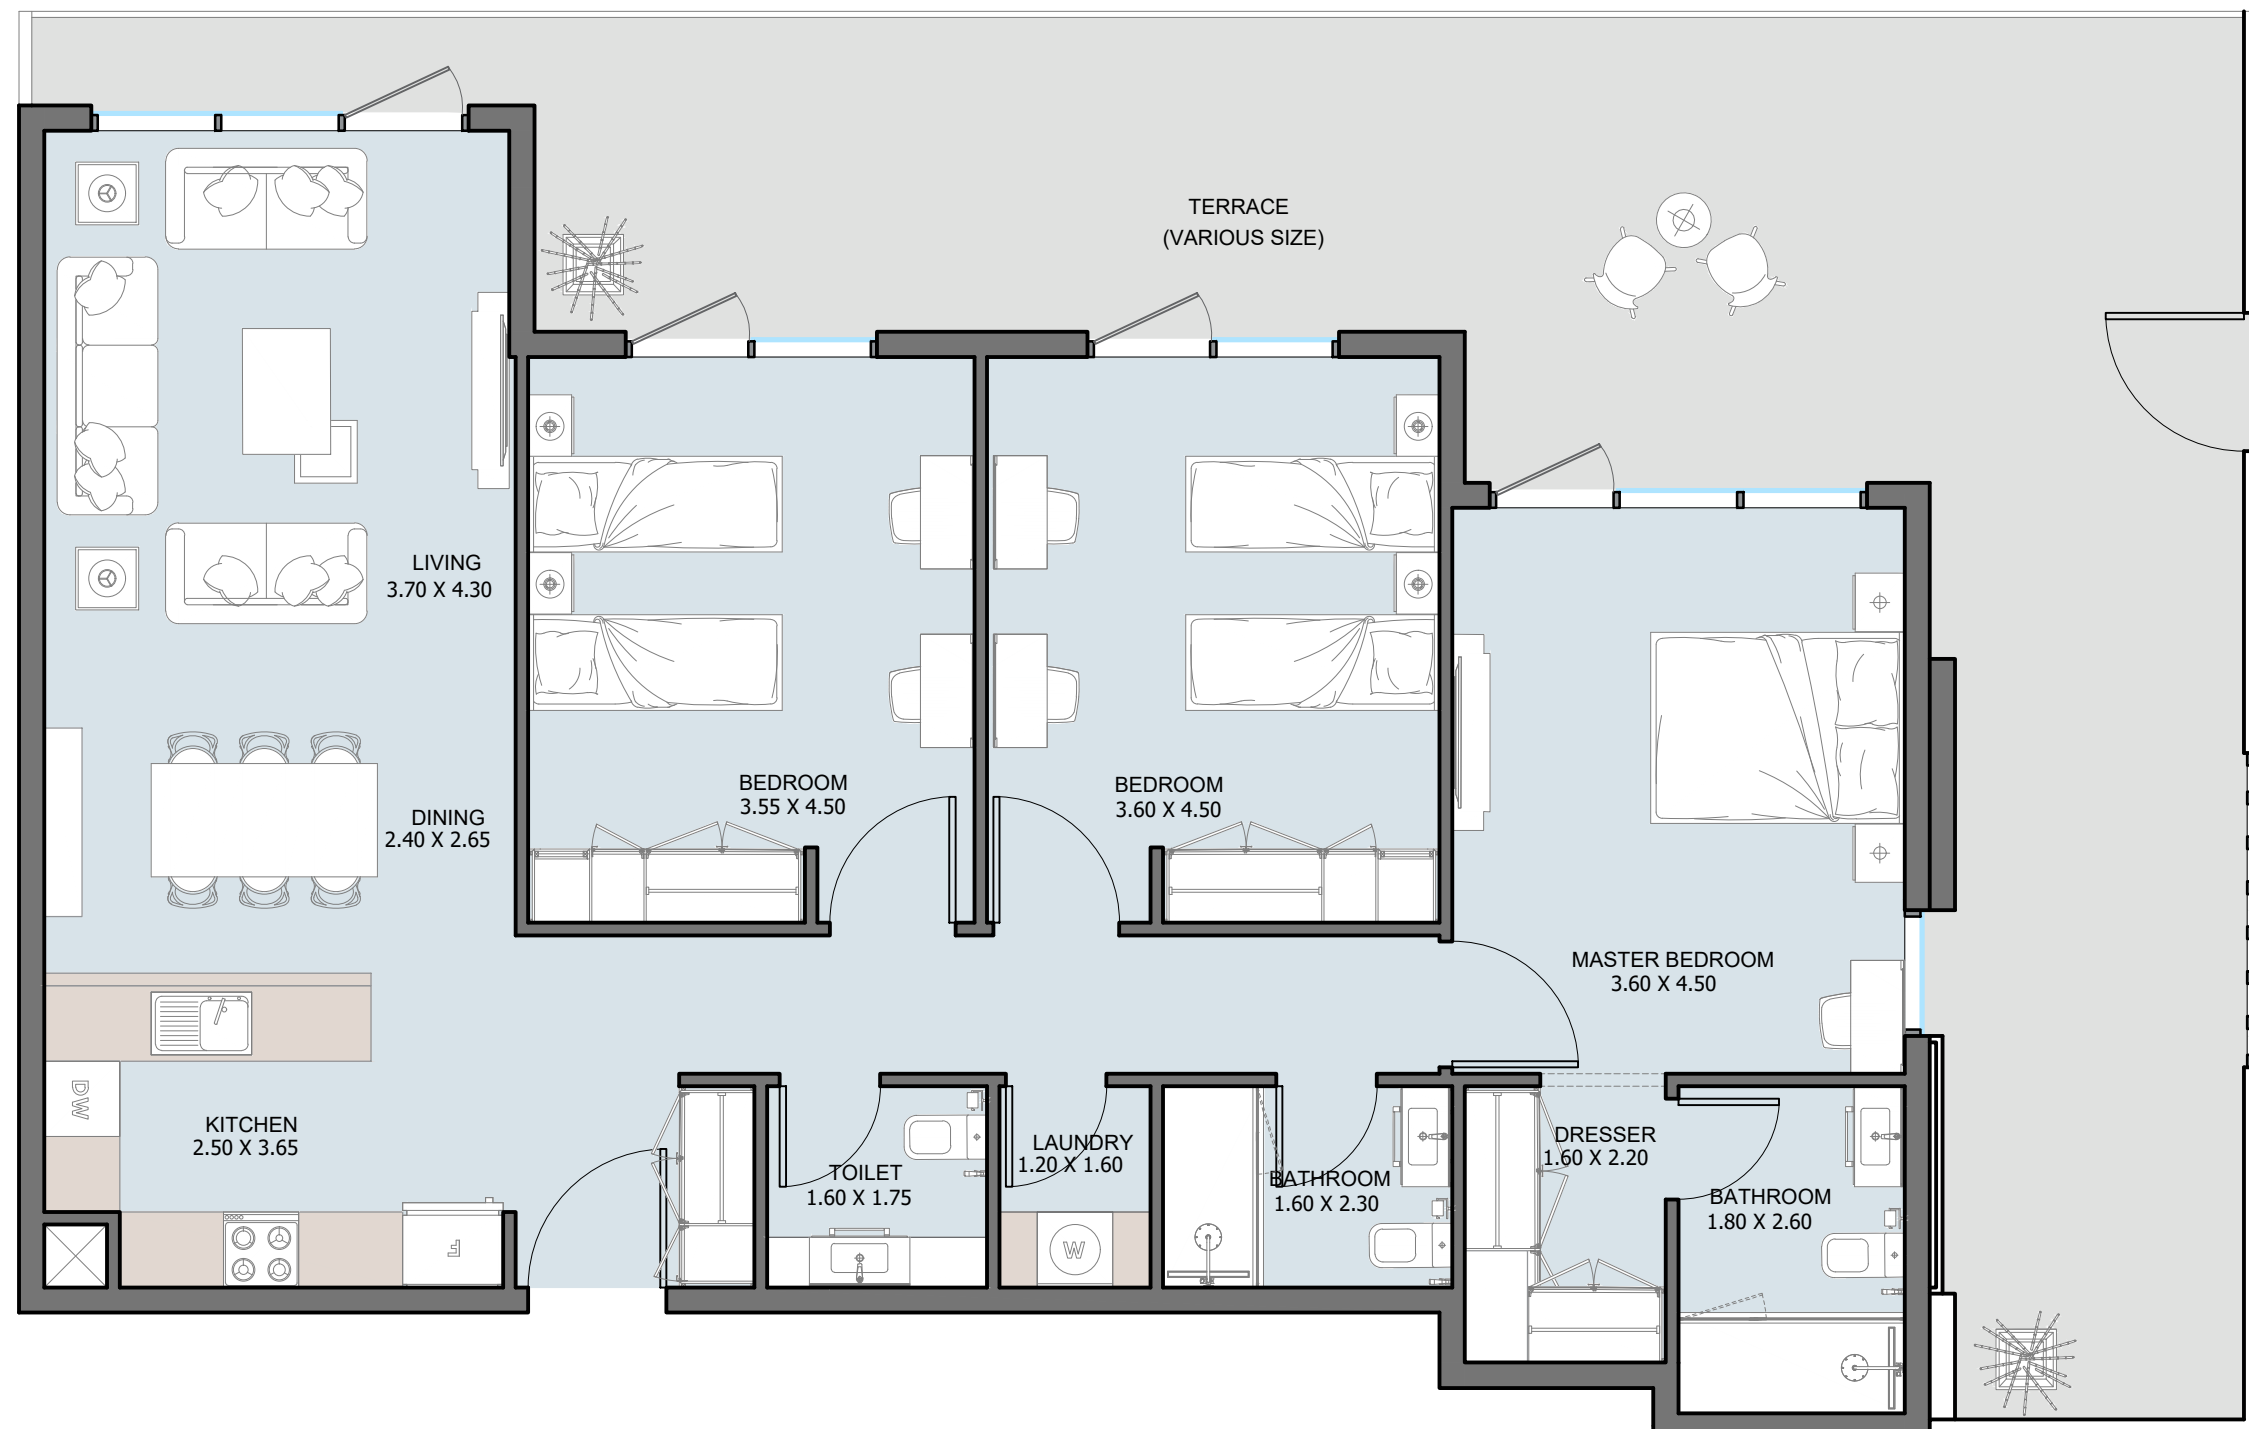 TERRACE
(VARIOUS SIZE)
LIVING
3.70 X 4.30
BEDROOM
3.55 X 4.50
BEDROOM
3.60 X 4.50
DINING
2.40 X 2.65
MASTER BEDROOM
3.60 X 4.50
DW
KITCHEN
2.50 X 3.65
F
TOILET
1.60 X 1.75
LAUNDRY
1.20 X 1.60
W
BATHROOM
1.60 X 2.30
DRESSER
1.60 X 2.20
BATHROOM
1.80 X 2.60